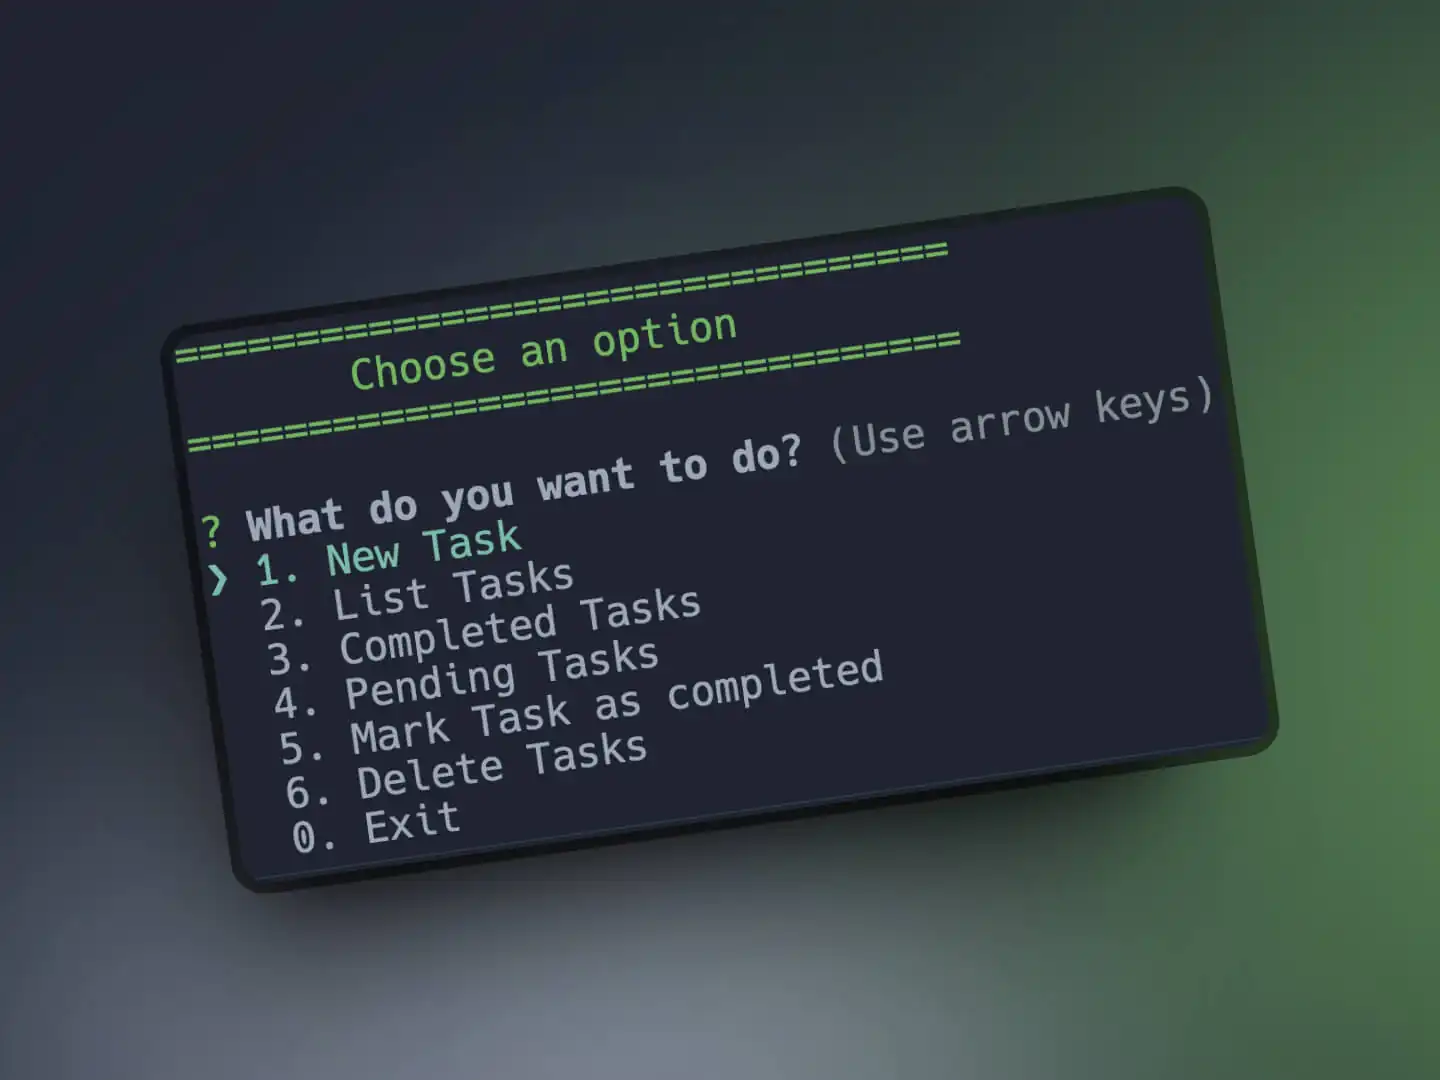 ================================
Choose an option
================================
? What do you want to do? (Use arrow keys)
❯ 1. New Task
2. List Tasks
3. Completed Tasks
4. Pending Tasks
5. Mark Task as completed
6. Delete Tasks
0. Exit